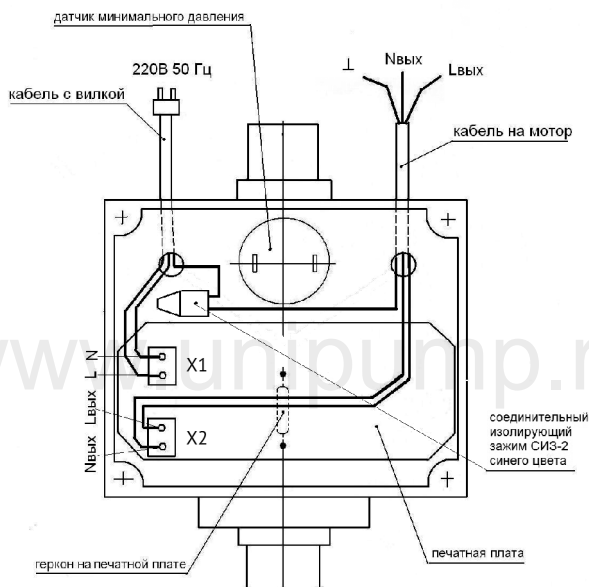 датчик минимального давления
⊥
Nвых
Lвых
220В 50 Гц
кабель с вилкой
кабель на мотор
www.unipump.r
N
X1
L
Lвых
X2
Nвых
соединительный
изолирующий
зажим СИЗ-2
синего цвета
геркон на печатной плате
печатная плата